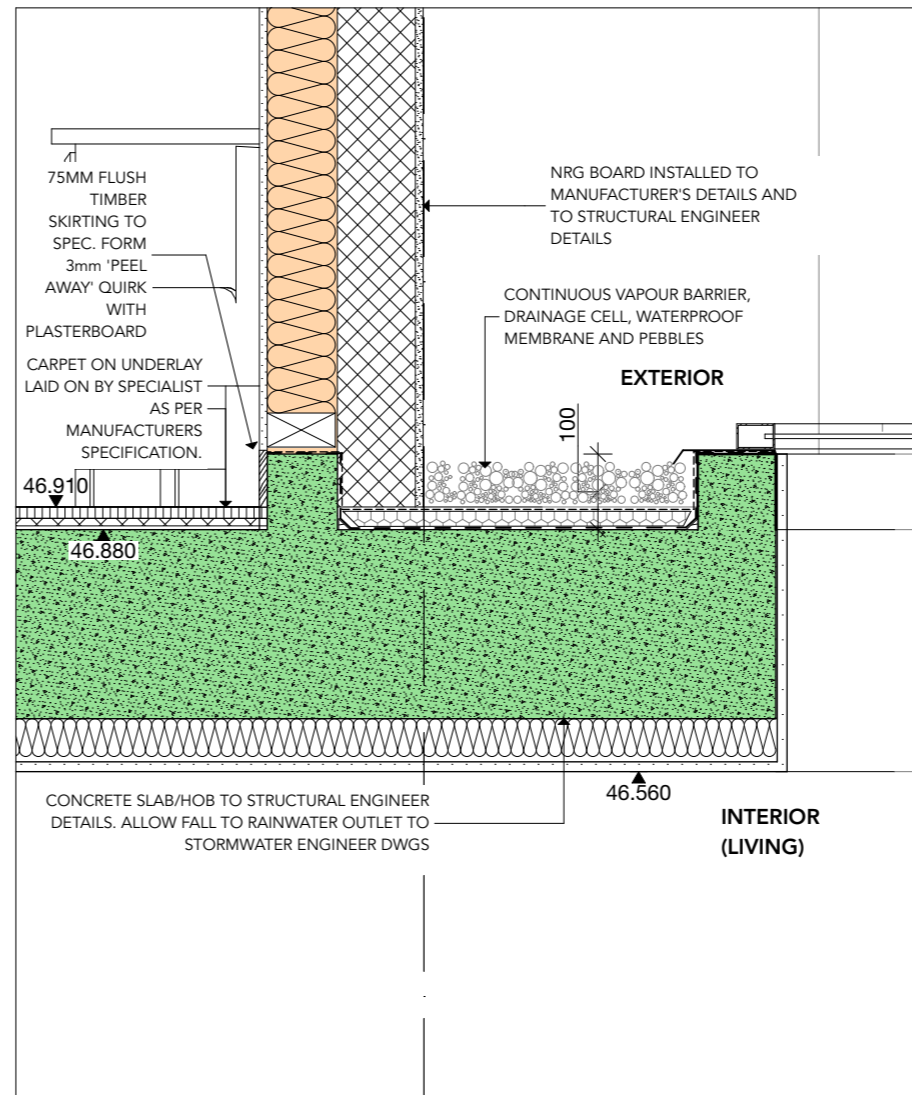 75MM FLUSH
TIMBER
SKIRTING TO
SPEC. FORM
3mm 'PEEL
AWAY' QUIRK
WITH
PLASTERBOARD
CARPET ON UNDERLAY
LAID ON BY SPECIALIST
AS PER
MANUFACTURERS
SPECIFICATION.
46.910
46.880
NRG BOARD INSTALLED TO
MANUFACTURER'S DETAILS AND
TO STRUCTURAL ENGINEER
DETAILS
CONTINUOUS VAPOUR BARRIER,
DRAINAGE CELL, WATERPROOF
MEMBRANE AND PEBBLES
EXTERIOR
100
CONCRETE SLAB/HOB TO STRUCTURAL ENGINEER
DETAILS. ALLOW FALL TO RAINWATER OUTLET TO
STORMWATER ENGINEER DWGS
46.560
INTERIOR
(LIVING)